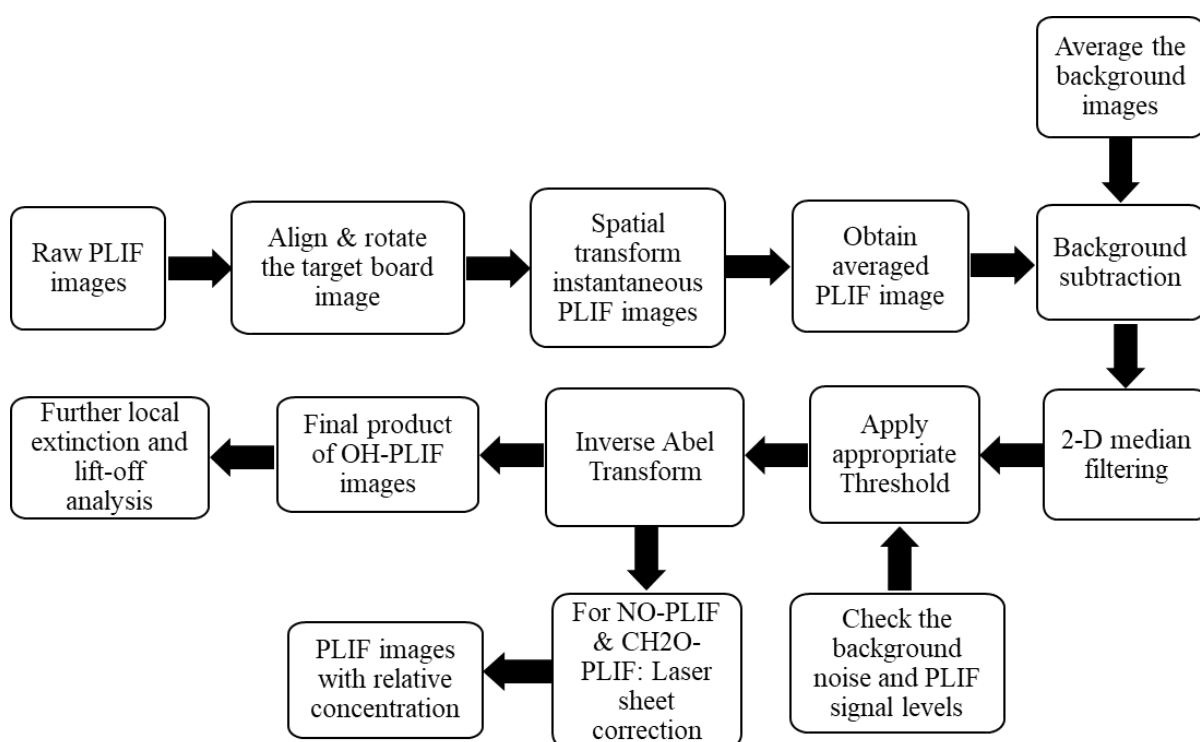 Average the
background
images
Raw PLIF
images
Align & rotate
the target board
image
Spatial
transform
instantaneous
PLIF images
Obtain
averaged
PLIF image
Background
subtraction
2-D median
filtering
Apply
appropriate
Threshold
Inverse Abel
Transform
Final product
of OH-PLIF
images
Further local
extinction and
lift-off
analysis
Check the
background
noise and PLIF
signal levels
For NO-PLIF
& CH2O-
PLIF: Laser
sheet
correction
PLIF images
with relative
concentration